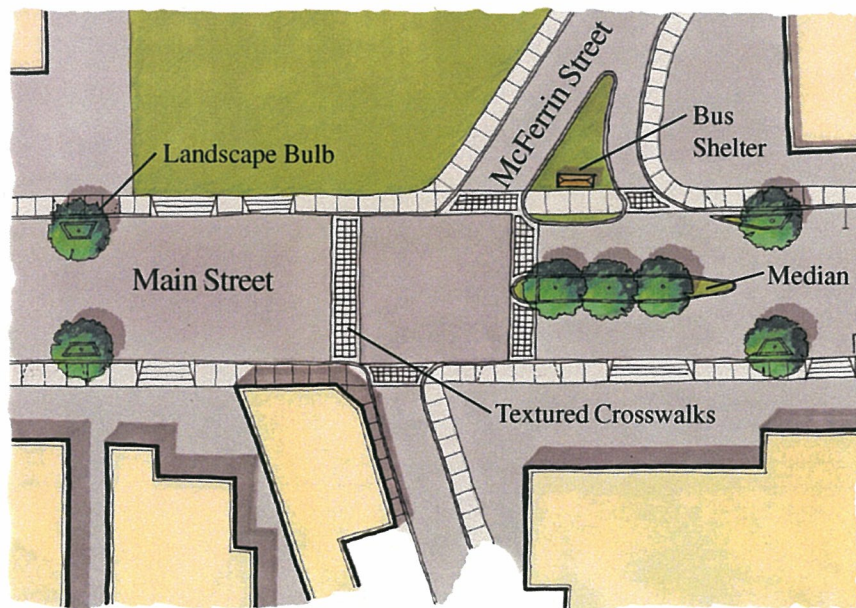 McFerrin Street
Bus
Shelter
Landscape Bulb
Main Street
Median
Textured Crosswalks